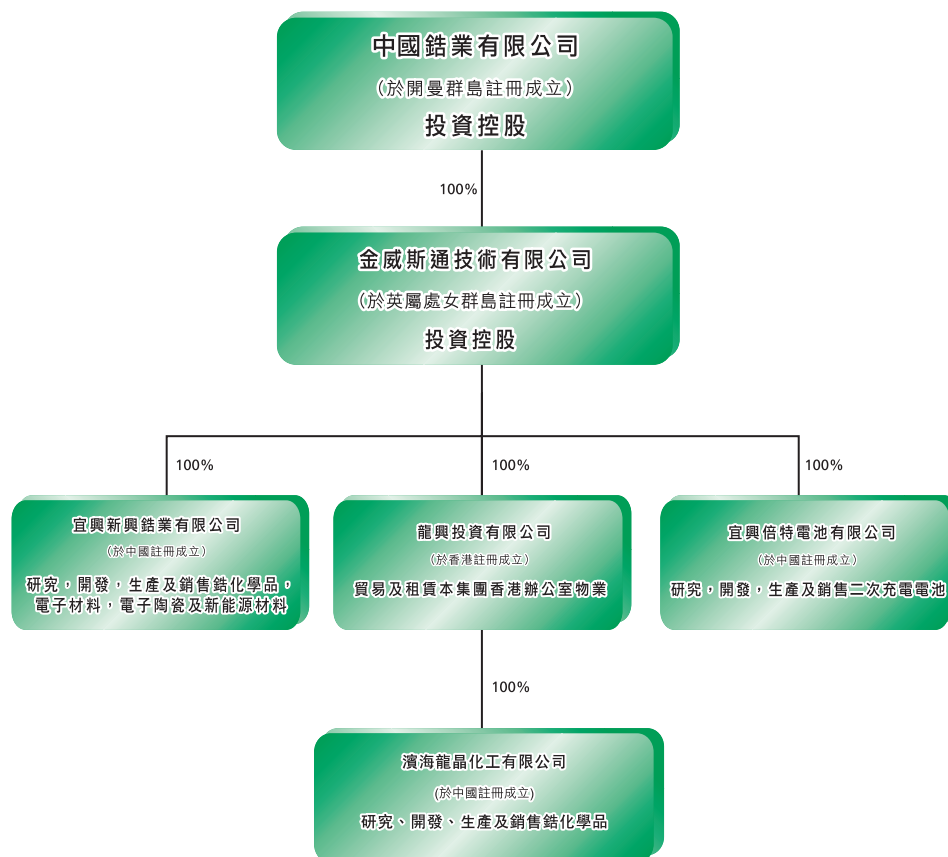 中國鋯業有限公司
（於開曼群島註冊成立）
投資控股
100%
金威斯通技術有限公司
（於英屬處女群島註冊成立）
投資控股
100%
100%
100%
宜興新興鋯業有限公司
（於中國註冊成立）
研究，開發，生產及銷售鋯化學品，
電子材料，電子陶瓷及新能源材料
龍興投資有限公司
（於香港註冊成立）
貿易及租賃本集團香港辦公室物業
宜興倍特電池有限公司
（於中國註冊成立）
研究，開發，生產及銷售二次充電電池
100%
濱海龍晶化工有限公司
(於中國註冊成立)
研究、開發、生產及銷售鋯化學品